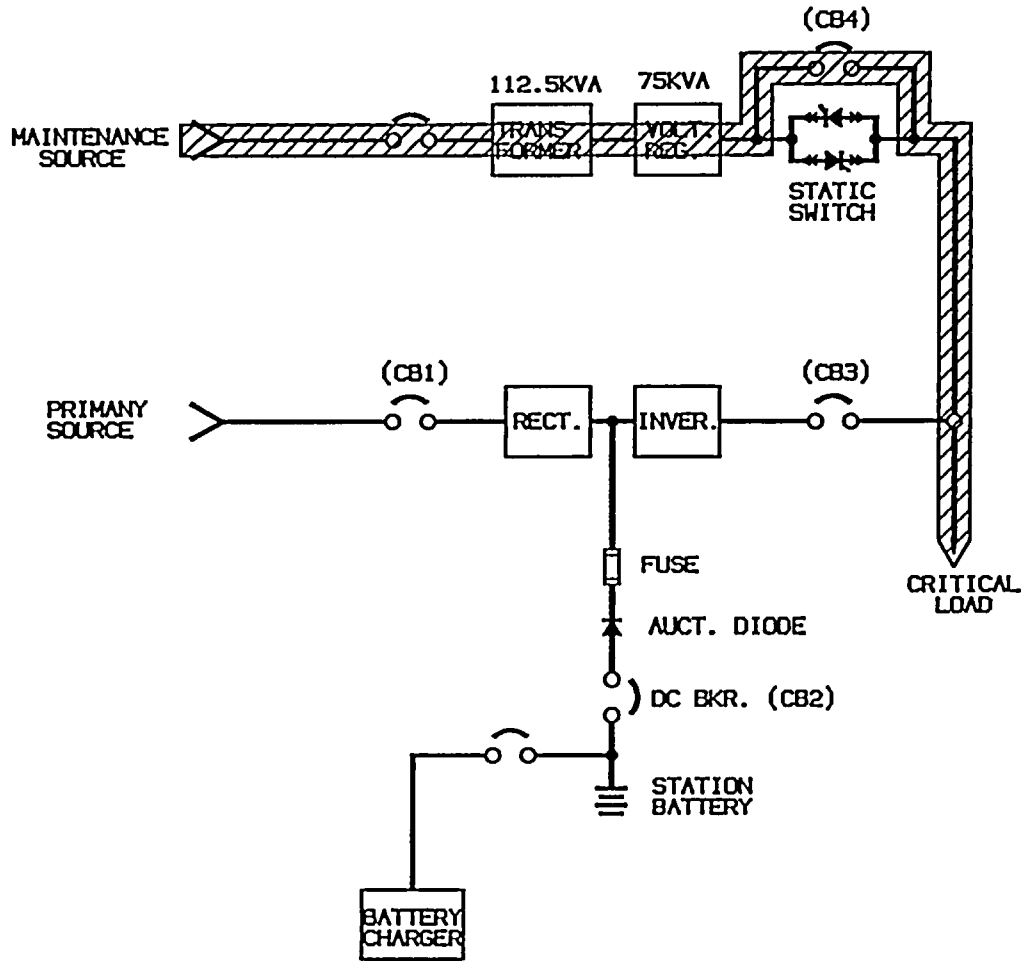 (CB4)
112.5KVA
75KVA
MAINTENANCE
SOURCE
TRANS
FORMER
VOLT.
REG.
STATIC
SWITCH
(CB1)
(CB3)
PRIMANY
SOURCE
RECT.
INVER.
FUSE
CRITICAL
LOAD
AUCT. DIODE
DC BKR. (CB2)
STATION
BATTERY
BATTERY
CHARGER